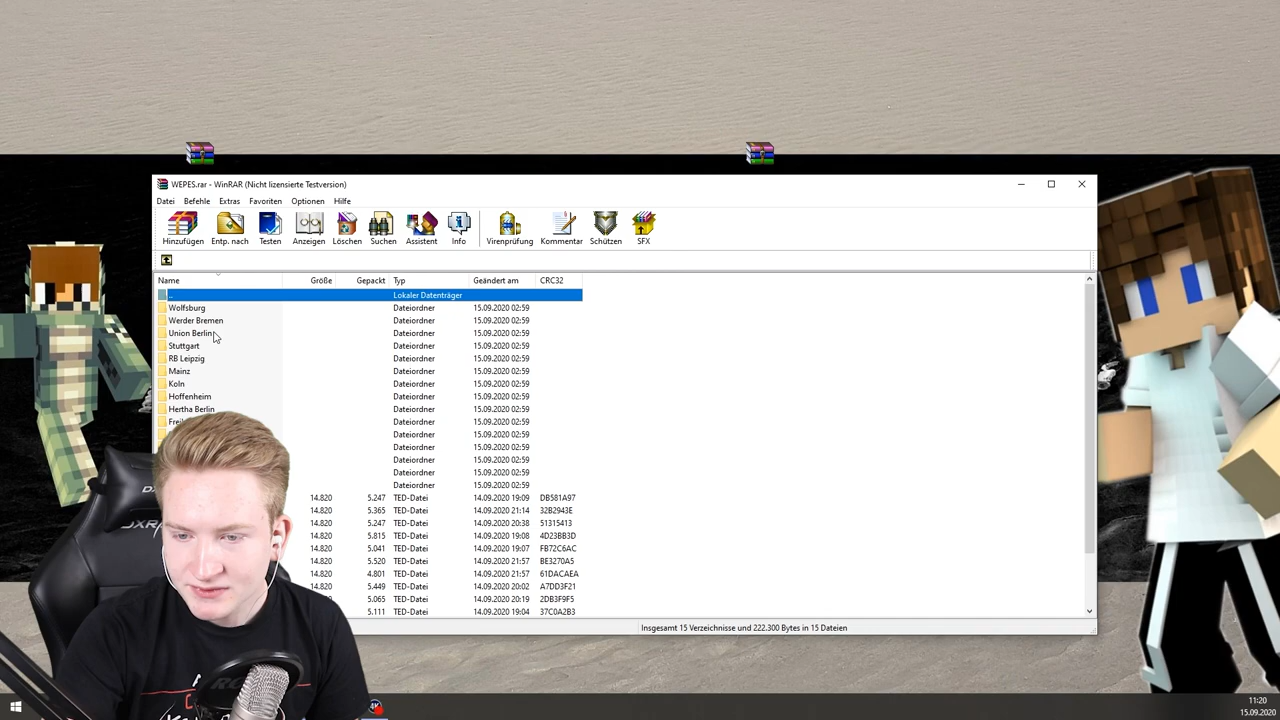 WEPES.rar - WinRAR (Nicht lizensierte Testversion)
Datei Befehle Extras Favoriten Optionen Hilfe
Hinzufügen Entp. nach Testen Anzeigen Löschen Suchen Assistent Info Virenprüfung Kommentar Schützen SFX
Name Größe Gepackt Typ Geändert am CRC32
.. Lokaler Datenträger
Wolfsburg Dateiordner 15.09.2020 02:59
Werder Bremen Dateiordner 15.09.2020 02:59
Union Berlin Dateiordner 15.09.2020 02:59
Stuttgart Dateiordner 15.09.2020 02:59
RB Leipzig Dateiordner 15.09.2020 02:59
Mainz Dateiordner 15.09.2020 02:59
Koln Dateiordner 15.09.2020 02:59
Hoffenheim Dateiordner 15.09.2020 02:59
Hertha Berlin Dateiordner 15.09.2020 02:59
Dateiordner 15.09.2020 02:59
Dateiordner 15.09.2020 02:59
Dateiordner 15.09.2020 02:59
Dateiordner 15.09.2020 02:59
Dateiordner 15.09.2020 02:59
Dateiordner 15.09.2020 02:59
14.820 5.247 TED-Datei 14.09.2020 19:09 DB581A97
14.820 5.365 TED-Datei 14.09.2020 21:14 32B2943E
14.820 5.247 TED-Datei 14.09.2020 20:38 51315413
14.820 5.815 TED-Datei 14.09.2020 19:08 4D23BB3D
14.820 5.041 TED-Datei 14.09.2020 19:07 FB72C6AC
14.820 5.520 TED-Datei 14.09.2020 21:57 BE3270A5
14.820 4.801 TED-Datei 14.09.2020 21:57 61DACAEA
14.820 5.449 TED-Datei 14.09.2020 20:02 A7DD3F21
14.820 5.065 TED-Datei 14.09.2020 20:19 2DB3F9F5
5.111 TED-Datei 14.09.2020 19:04 37C0A2B3
Insgesamt 15 Verzeichnisse und 222.300 Bytes in 15 Dateien
11:20
15.09.2020